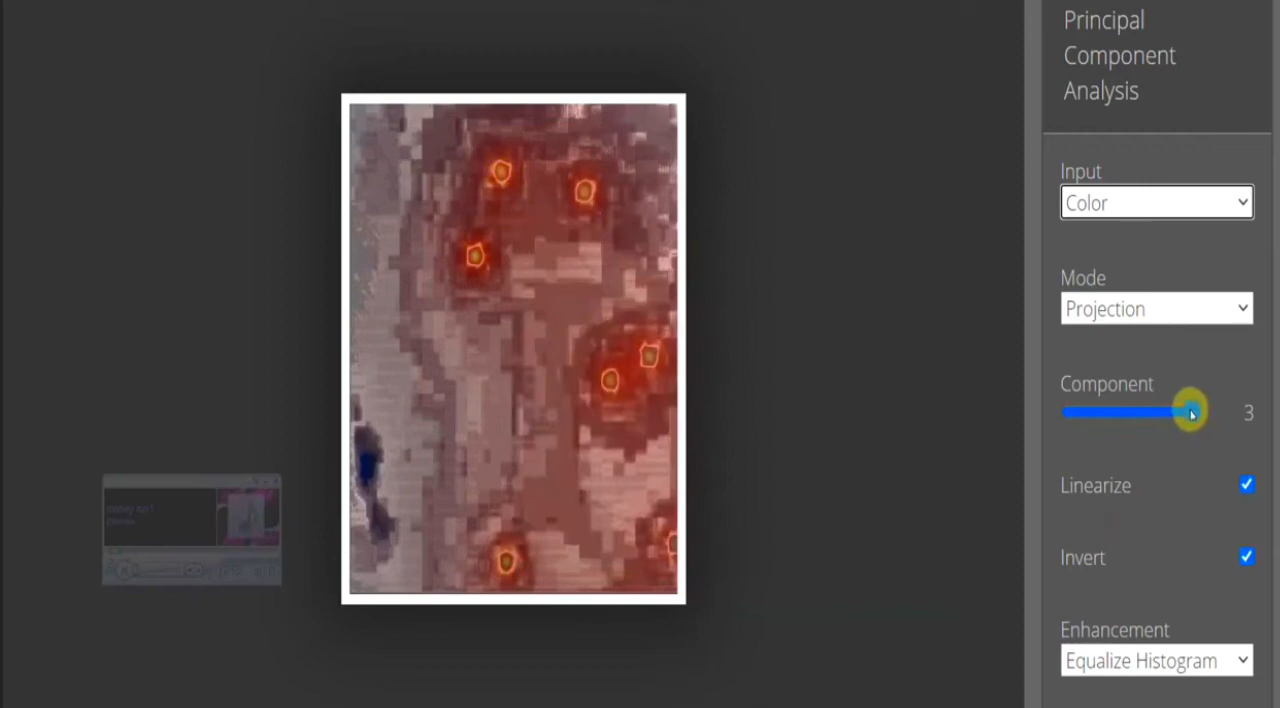 Principal
Component
Analysis
Input
Color
Mode
Projection
Component
3
Linearize
Invert
Enhancement
Equalize Histogram